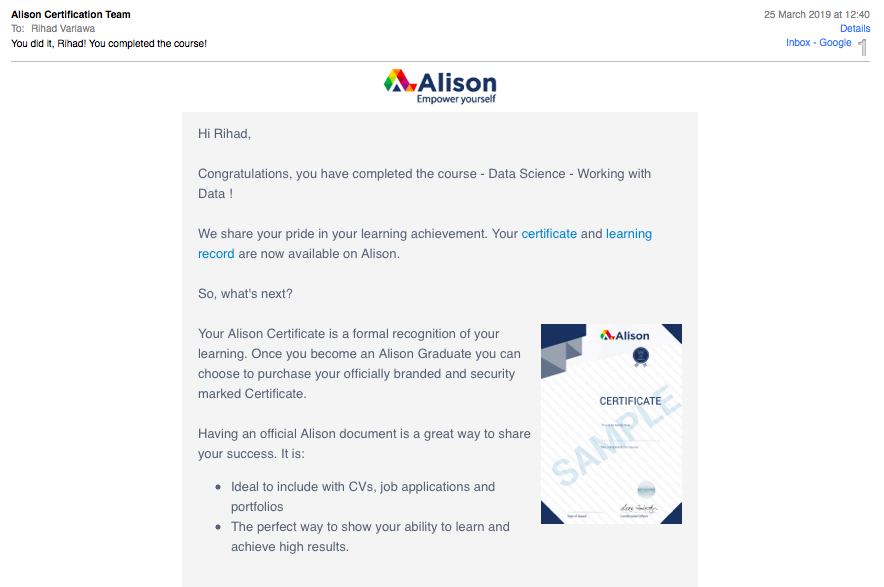 Alison Certification Team
25 March 2019 at 12:40
To: Rihad Variawa
Details
You did it, Rihad! You completed the course!
Inbox - Google
1
Alison
Empower yourself
Hi Rihad,
Congratulations, you have completed the course - Data Science - Working with
Data !
We share your pride in your learning achievement. Your certificate and learning
record are now available on Alison.
So, what's next?
Your Alison Certificate is a formal recognition of your
learning. Once you become an Alison Graduate you can
choose to purchase your officially branded and security
marked Certificate.
Having an official Alison document is a great way to share
your success. It is:
• Ideal to include with CVs, job applications and
portfolios
• The perfect way to show your ability to learn and
achieve high results.
Alison
CERTIFICATE
SAMPLE